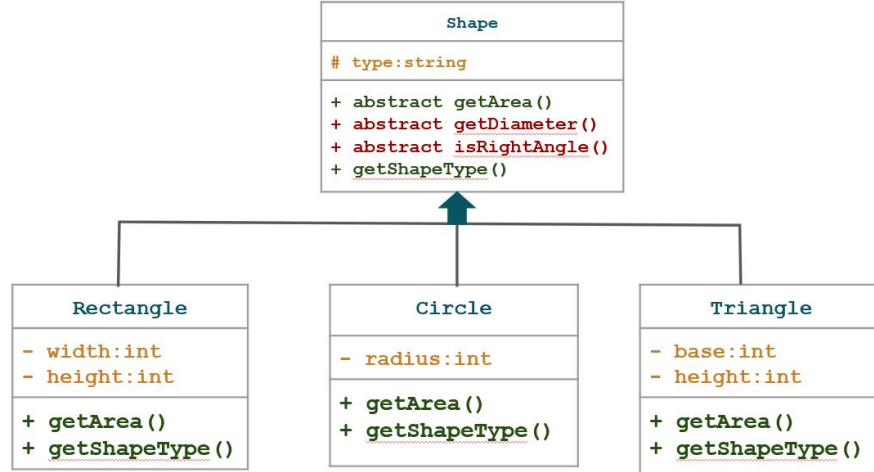 Shape
# type:string
+ abstract getArea()
+ abstract getDiameter()
+ abstract isRightAngle()
+ getShapeType()
Rectangle
- width:int
- height:int
+ getArea()
+ getShapeType()
Circle
- radius:int
+ getArea()
+ getShapeType()
Triangle
- base:int
- height:int
+ getArea()
+ getShapeType()